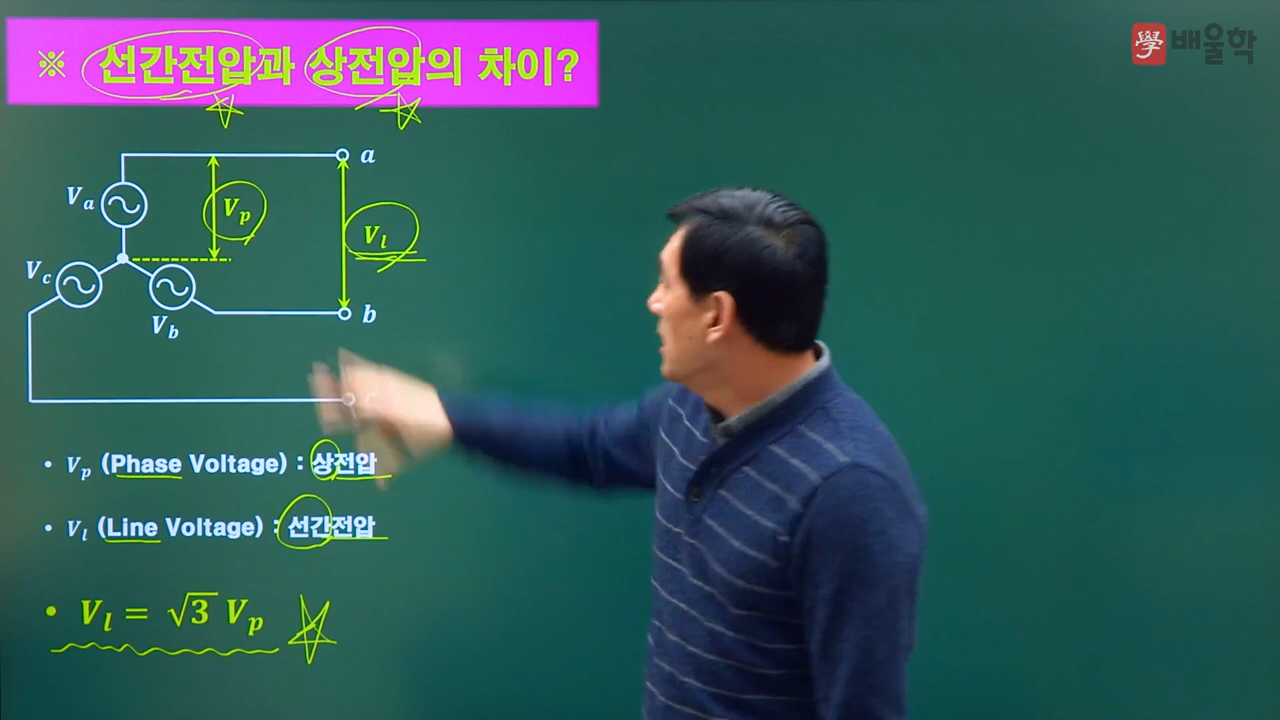 ※ 선간전압과 상전압의 차이?
學 배울학
a
V_a
V_p
V_l
V_c
b
V_b
• V_p (Phase Voltage) : 상전압
• V_l (Line Voltage) : 선간전압
• V_l = √3 V_p